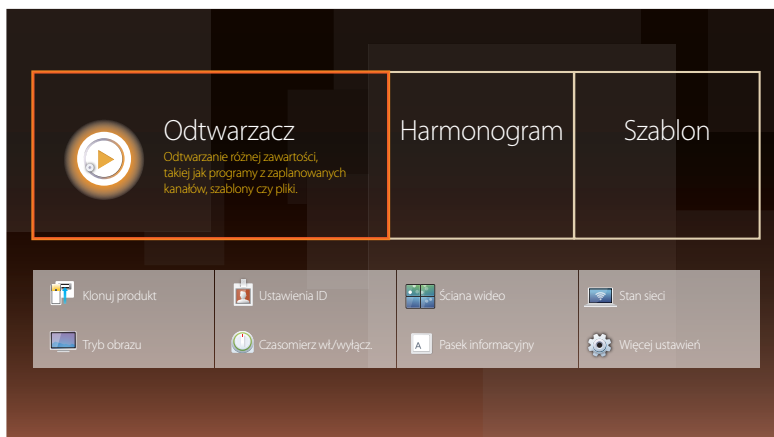 Odtwarzacz
Odtwarzanie różnej zawartości,
takiej jak programy z zaplanowanych
kanałów, szablony czy pliki.
Harmonogram
Szablon
Klonuj produkt
Ustawienia ID
Ściana wideo
Stan sieci
Tryb obrazu
Czasomierz wł./wyłącz.
A
Pasek informacyjny
Więcej ustawień